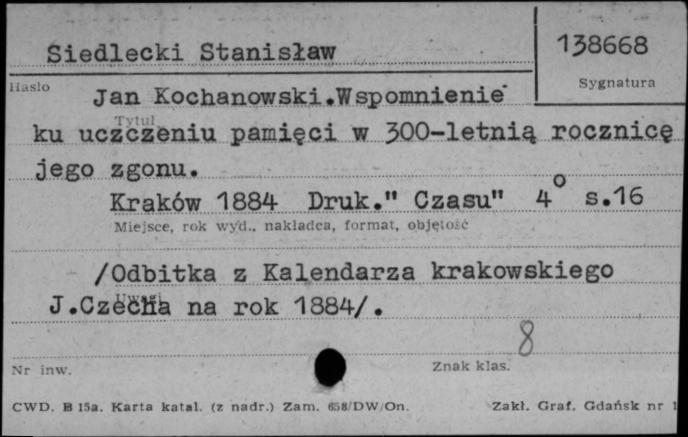 Siedlecki Stanisław
138668
Hasło
Sygnatura
Jan Kochanowski.Wspomnienie
Tytuł
ku uczczeniu pamięci w 300-letnią rocznicę
jego zgonu.
Kraków 1884 Druk." Czasu" 4° s.16
Miejsce, rok wyd., nakładca, format, objętość
/Odbitka z Kalendarza krakowskiego
Uwagi
J.Czecha na rok 1884/.
8
Nr inw.
Znak klas.
CWD. B 15a. Karta katal. (z nadr.) Zam. 658/DW/On.
Zakł. Graf. Gdańsk nr 1